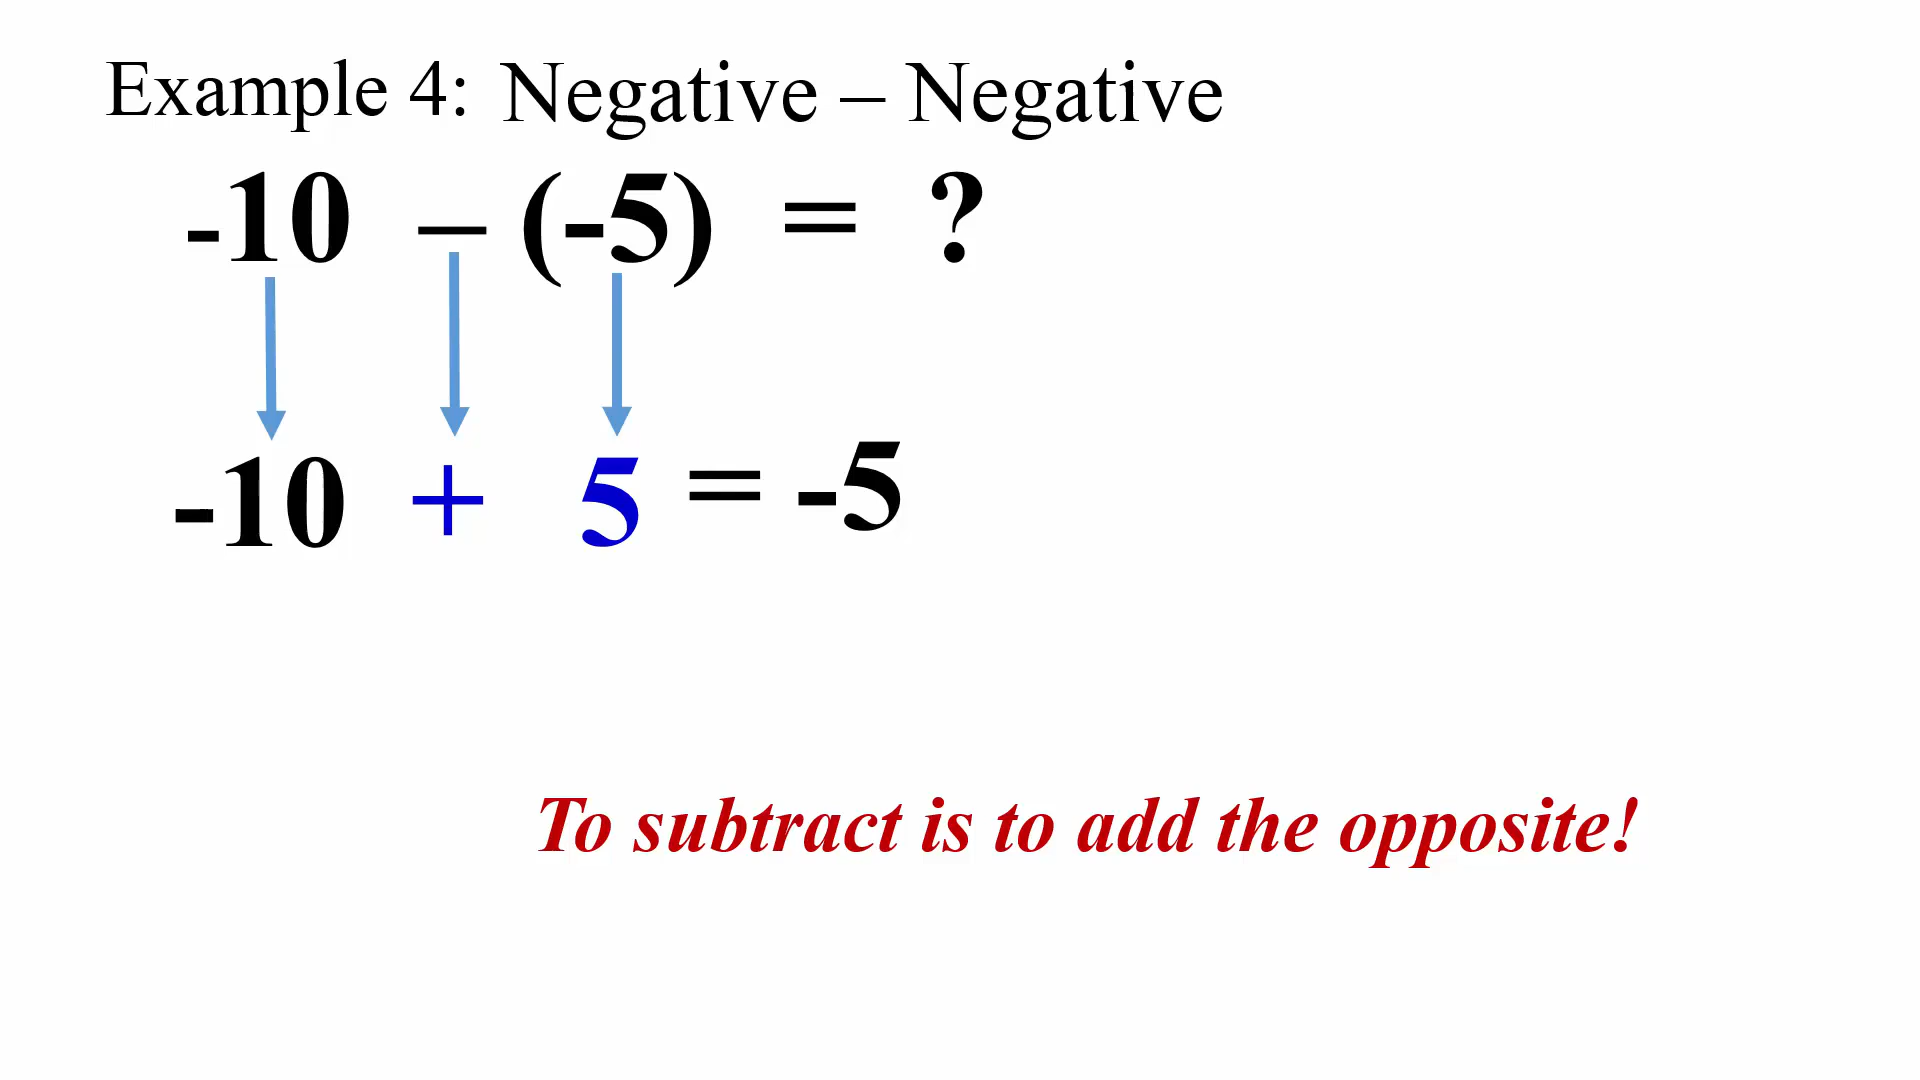 Example 4: Negative – Negative
-10 – (-5) = ?
-10 + 5 = -5
To subtract is to add the opposite!